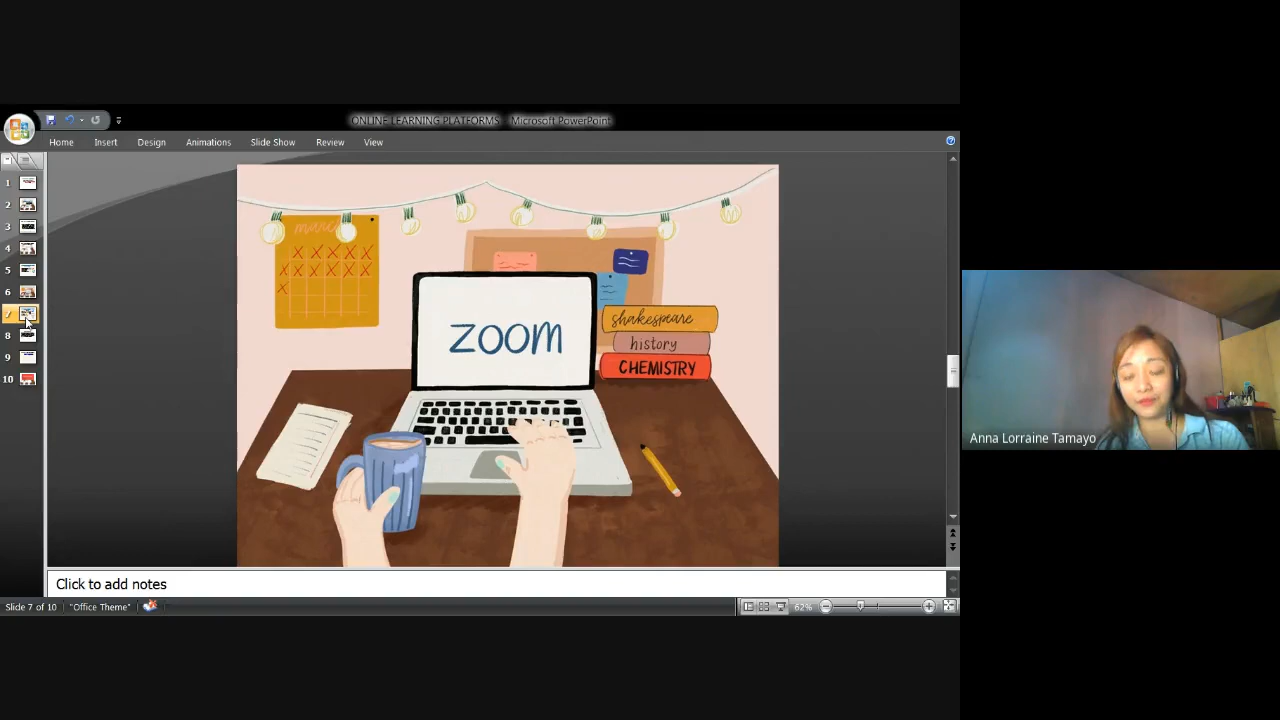 ONLINE LEARNING PLATFORMS - Microsoft PowerPoint
Home Insert Design Animations Slide Show Review View
1
2
3
4
5
6
7
8
9
10
march
ZOOM
shakespeare
history
CHEMISTRY
Anna Lorraine Tamayo
Click to add notes
Slide 7 of 10 "Office Theme" 62%